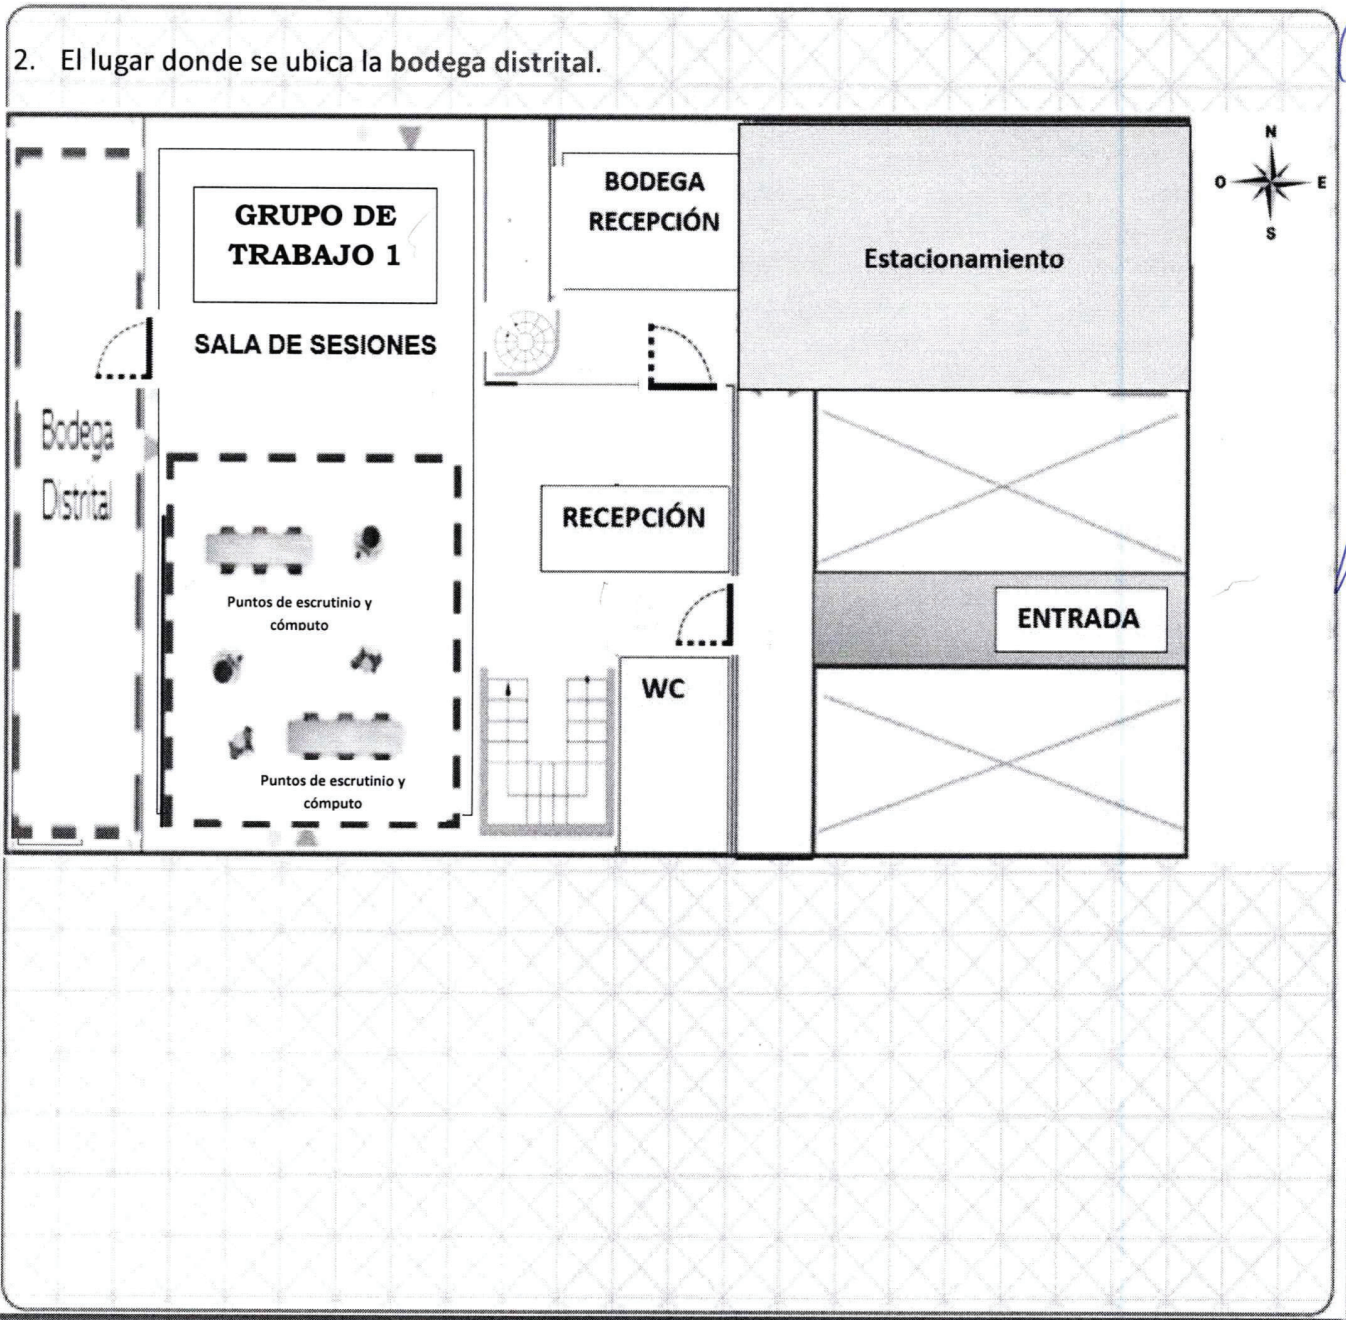 2. El lugar donde se ubica la bodega distrital.
N
O E
S
BODEGA
RECEPCIÓN
GRUPO DE
TRABAJO 1
Estacionamiento
SALA DE SESIONES
Bodega
Distrital
RECEPCIÓN
Puntos de escrutinio y
cómputo
ENTRADA
WC
Puntos de escrutinio y
cómputo